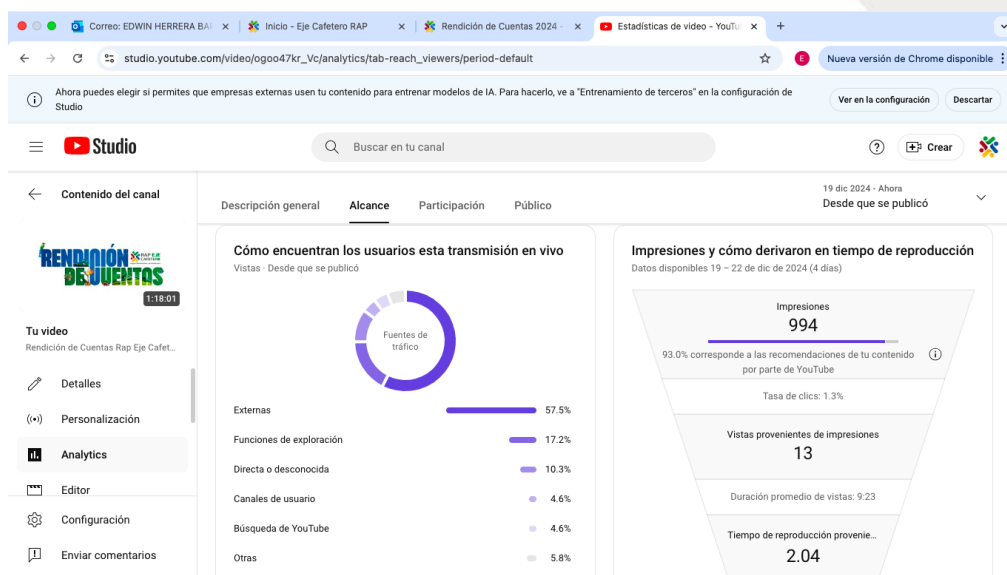 Correo: EDWIN HERRERA BAR
Inicio - Eje Cafetero RAP
Rendición de Cuentas 2024 -
Estadísticas de video - YouTu
studio.youtube.com/video/ogoo47kr_Vc/analytics/tab-reach_viewers/period-default
E
Nueva versión de Chrome disponible
Ahora puedes elegir si permites que empresas externas usen tu contenido para entrenar modelos de IA. Para hacerlo, ve a "Entrenamiento de terceros" en la configuración de
Studio
Ver en la configuración
Descartar
Studio
Buscar en tu canal
Crear
Contenido del canal
Descripción general
Alcance
Participación
Público
19 dic 2024 - Ahora
Desde que se publicó
RENDICIÓN
RAP EJE
CAFETERO
DE CUENTOS
1:18:01
Tu video
Rendición de Cuentas Rap Eje Cafet...
Detalles
Personalización
Analytics
Editor
Configuración
Enviar comentarios
Cómo encuentran los usuarios esta transmisión en vivo
Vistas · Desde que se publicó
Fuentes de
tráfico
Externas 57.5%
Funciones de exploración 17.2%
Directa o desconocida 10.3%
Canales de usuario 4.6%
Búsqueda de YouTube 4.6%
Otras 5.8%
Impresiones y cómo derivaron en tiempo de reproducción
Datos disponibles 19 – 22 de dic de 2024 (4 días)
Impresiones
994
93.0% corresponde a las recomendaciones de tu contenido
por parte de YouTube
Tasa de clics: 1.3%
Vistas provenientes de impresiones
13
Duración promedio de vistas: 9:23
Tiempo de reproducción provenie...
2.04